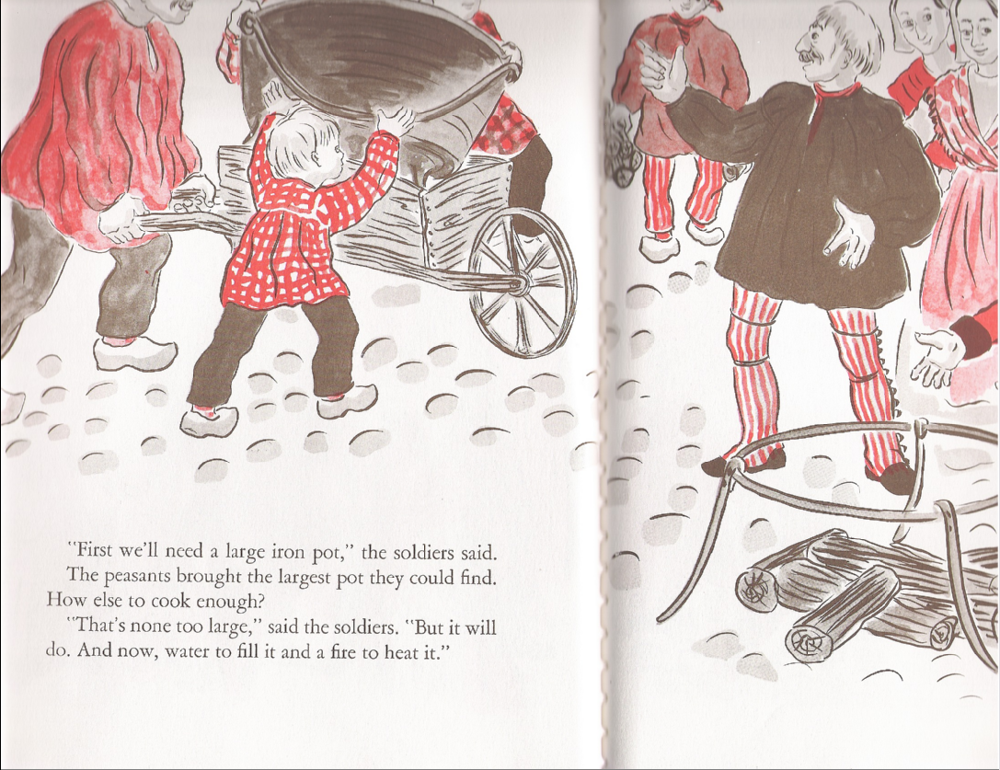 “First we’ll need a large iron pot,” the soldiers said.
The peasants brought the largest pot they could find.
How else to cook enough?
“That’s none too large,” said the soldiers. “But it will
do. And now, water to fill it and a fire to heat it.”